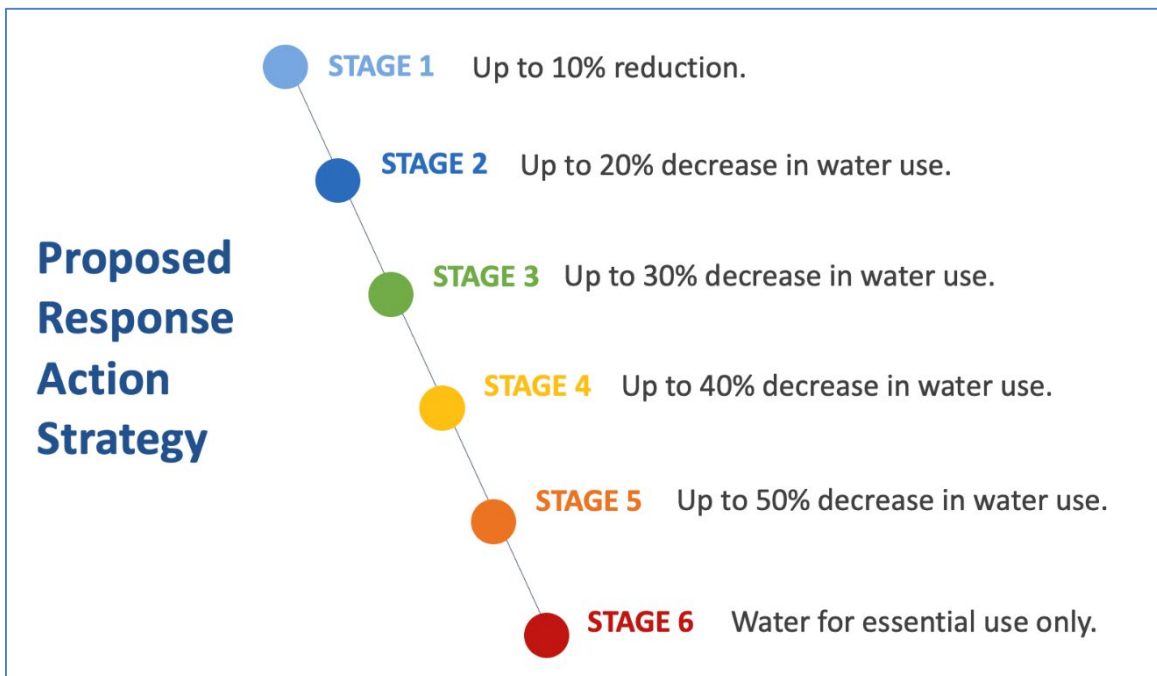 Proposed
Response
Action
Strategy
STAGE 1 Up to 10% reduction.
STAGE 2 Up to 20% decrease in water use.
STAGE 3 Up to 30% decrease in water use.
STAGE 4 Up to 40% decrease in water use.
STAGE 5 Up to 50% decrease in water use.
STAGE 6 Water for essential use only.